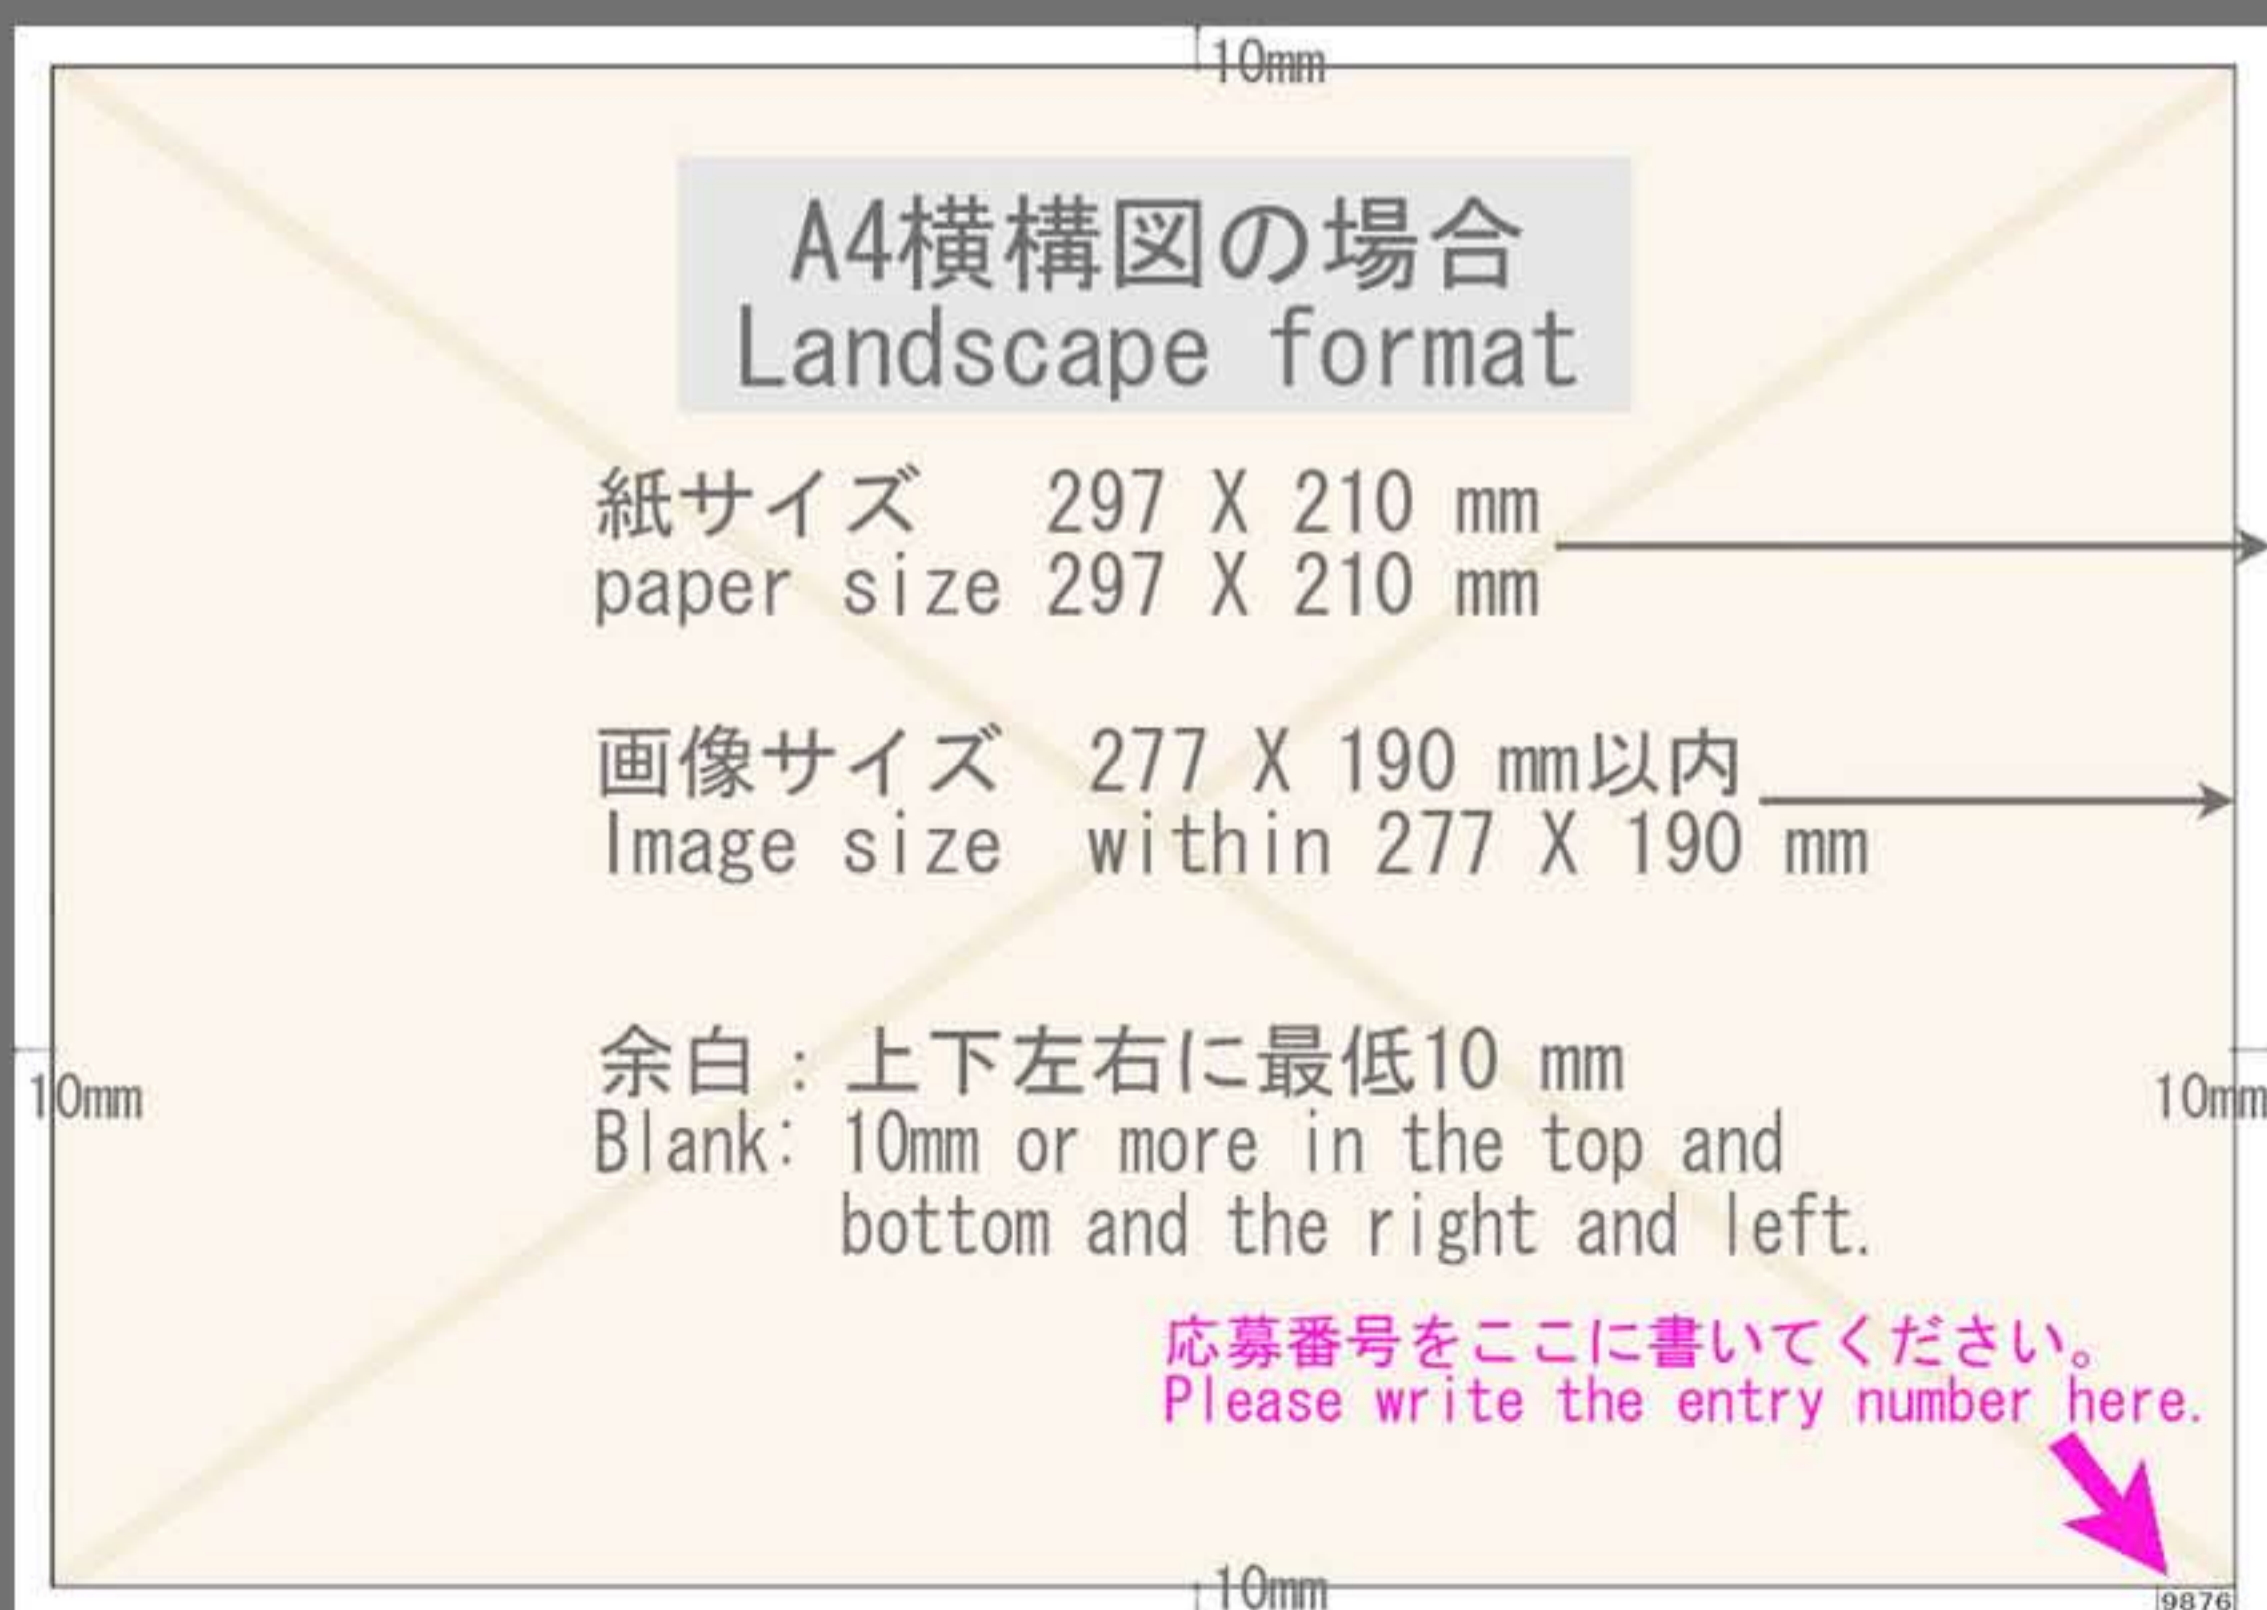 10mm
A4横構図の場合
Landscape format
紙サイズ 297 X 210 mm
paper size 297 X 210 mm
画像サイズ 277 X 190 mm以内
Image size within 277 X 190 mm
余白：上下左右に最低10 mm
10mm
10mm
Blank: 10mm or more in the top and
bottom and the right and left.
応募番号をここに書いてください。
Please write the entry number here.
10mm
9876